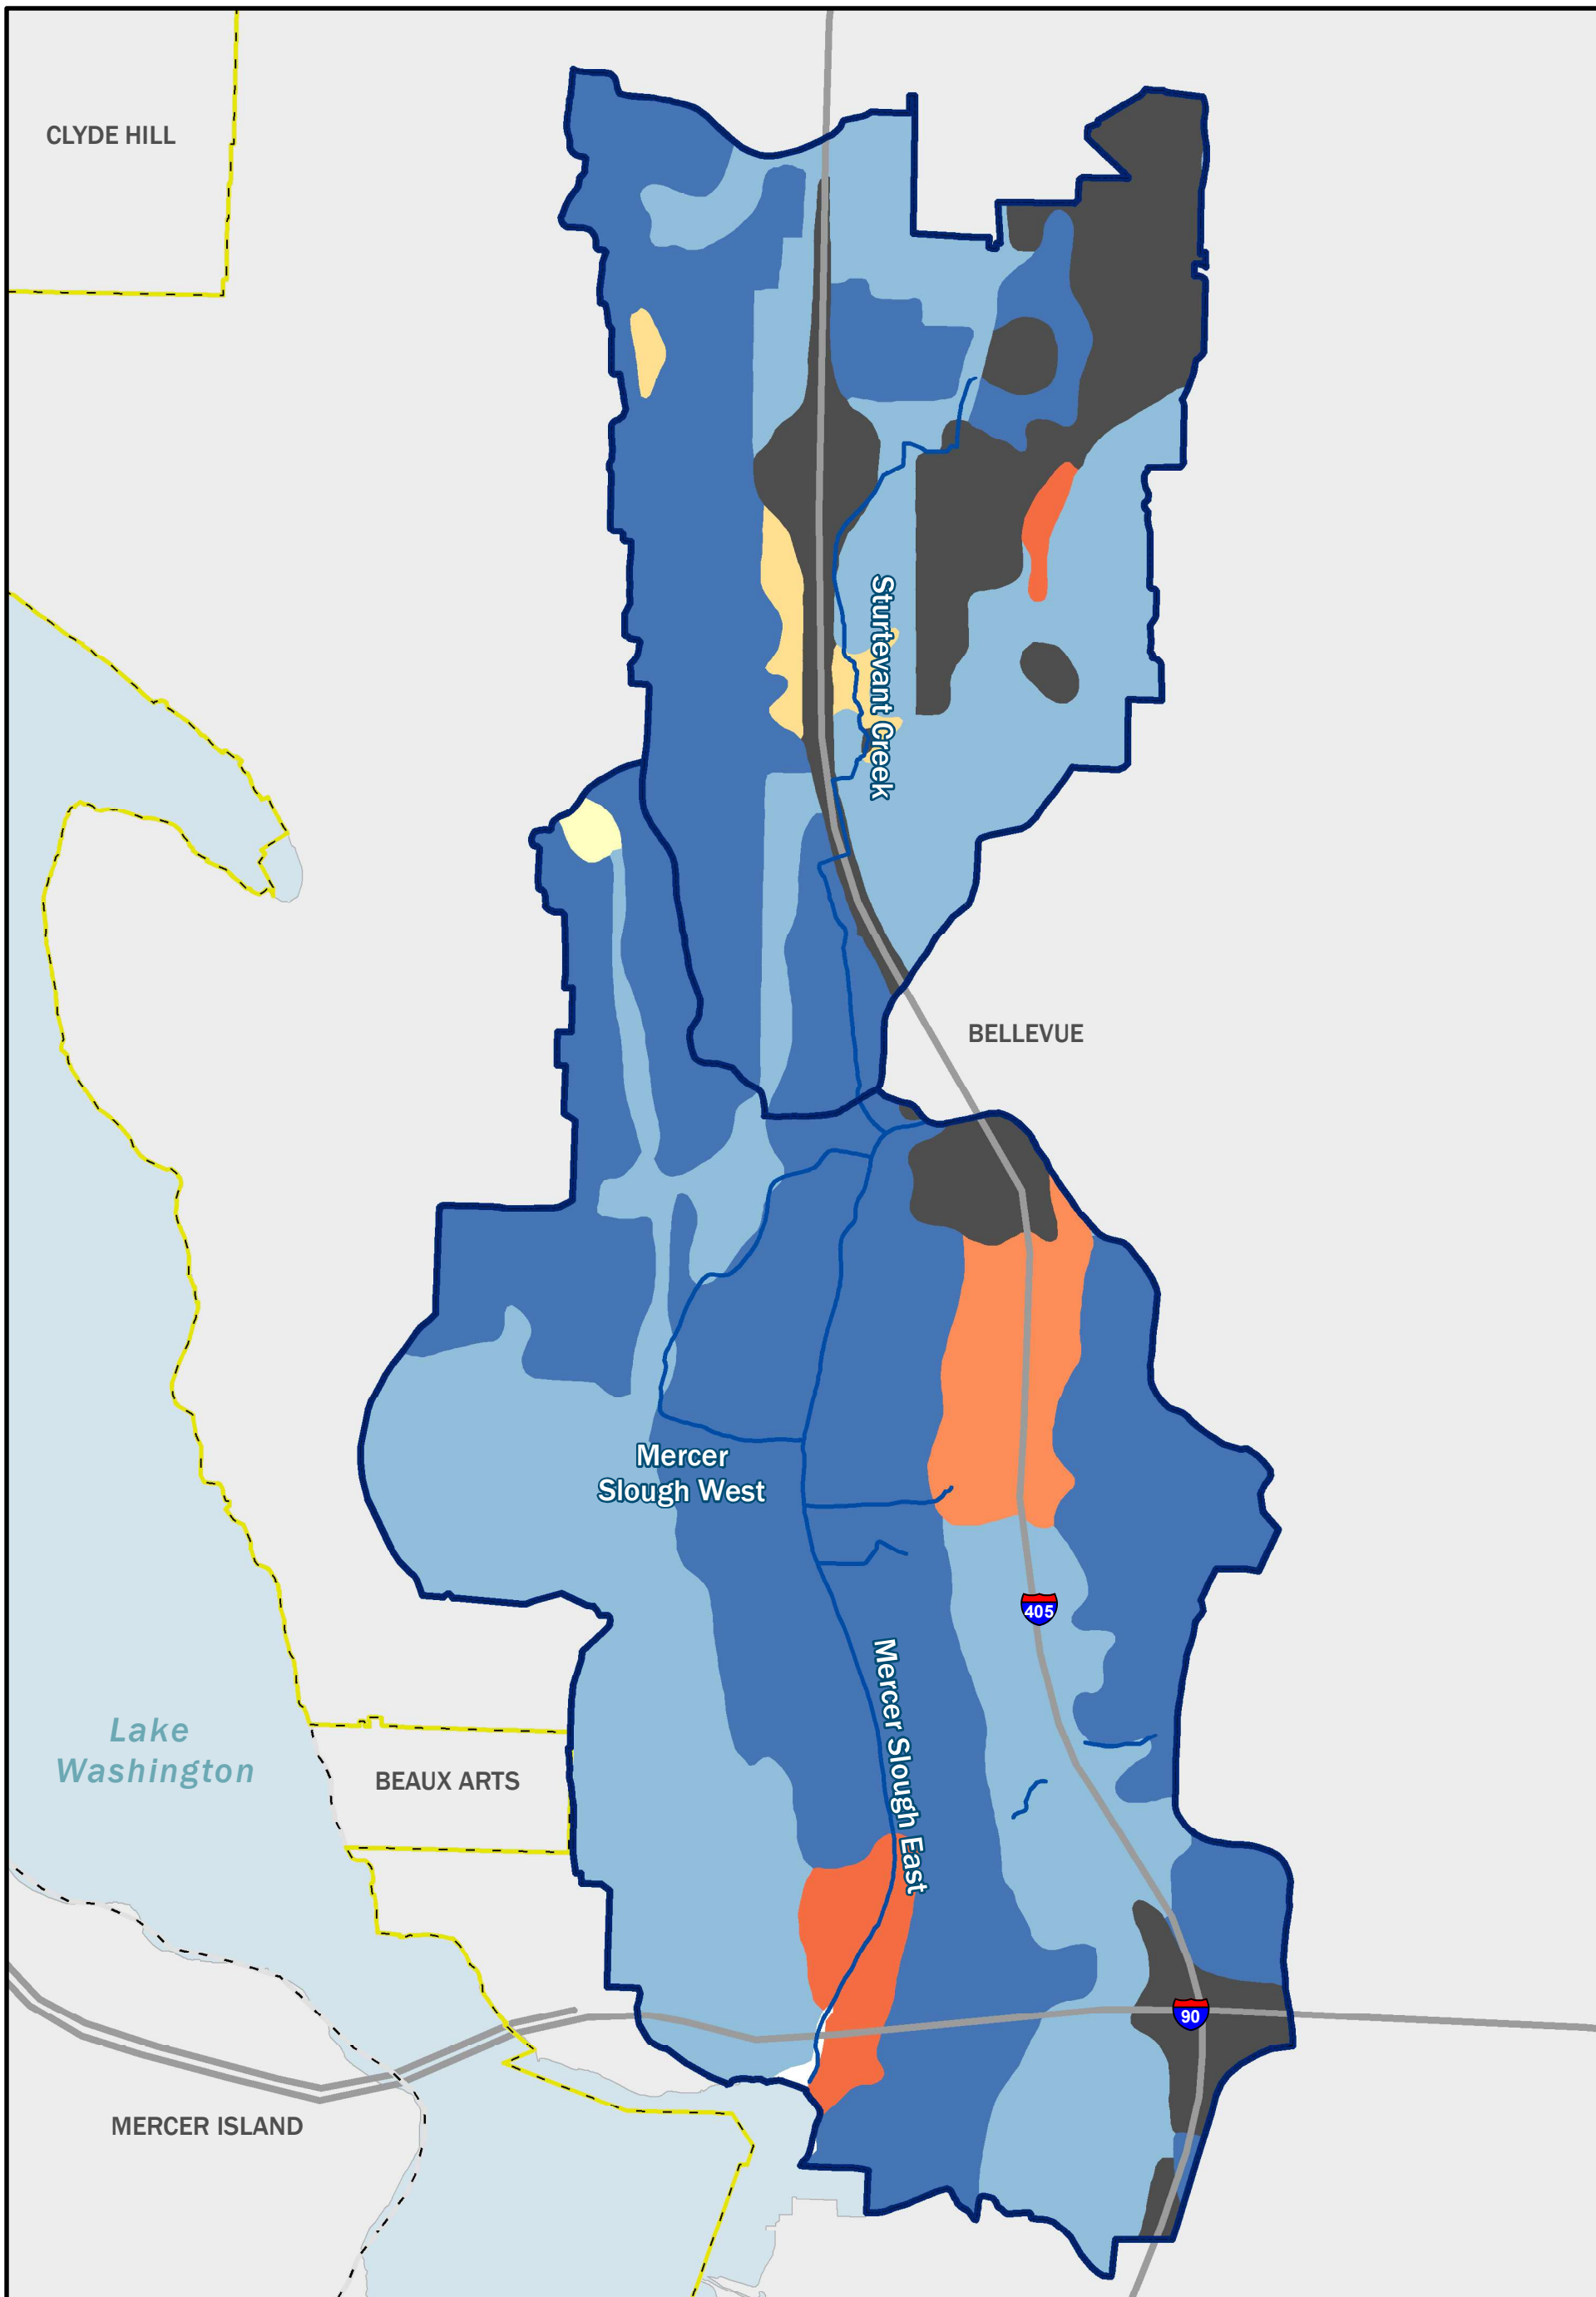 CLYDE HILL
Sturtevant Creek
BELLEVUE
Mercer
Slough West
405
Mercer Slough East
Lake
Washington
BEAUX ARTS
90
MERCER ISLAND